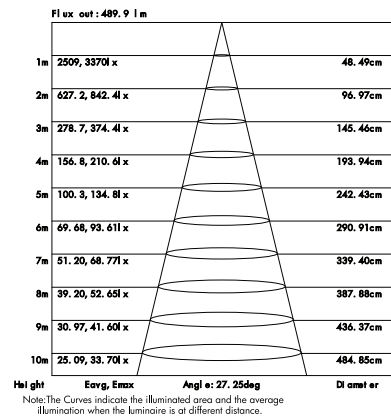 Flux out:489.9 lm
1m 2509,3370lx 48.49cm
2m 627.2,842.4lx 96.97cm
3m 278.7,374.4lx 145.46cm
4m 156.8,210.6lx 193.94cm
5m 100.3,134.8lx 242.43cm
6m 69.68,93.61lx 290.91cm
7m 51.20,68.77lx 339.40cm
8m 39.20,52.65lx 387.88cm
9m 30.97,41.60lx 436.37cm
10m 25.09,33.70lx 484.85cm
Height Eavg,Emax Angle:27.25deg Diameter
Note:The Curves indicate the illuminated area and the average
illumination when the luminaire is at different distance.